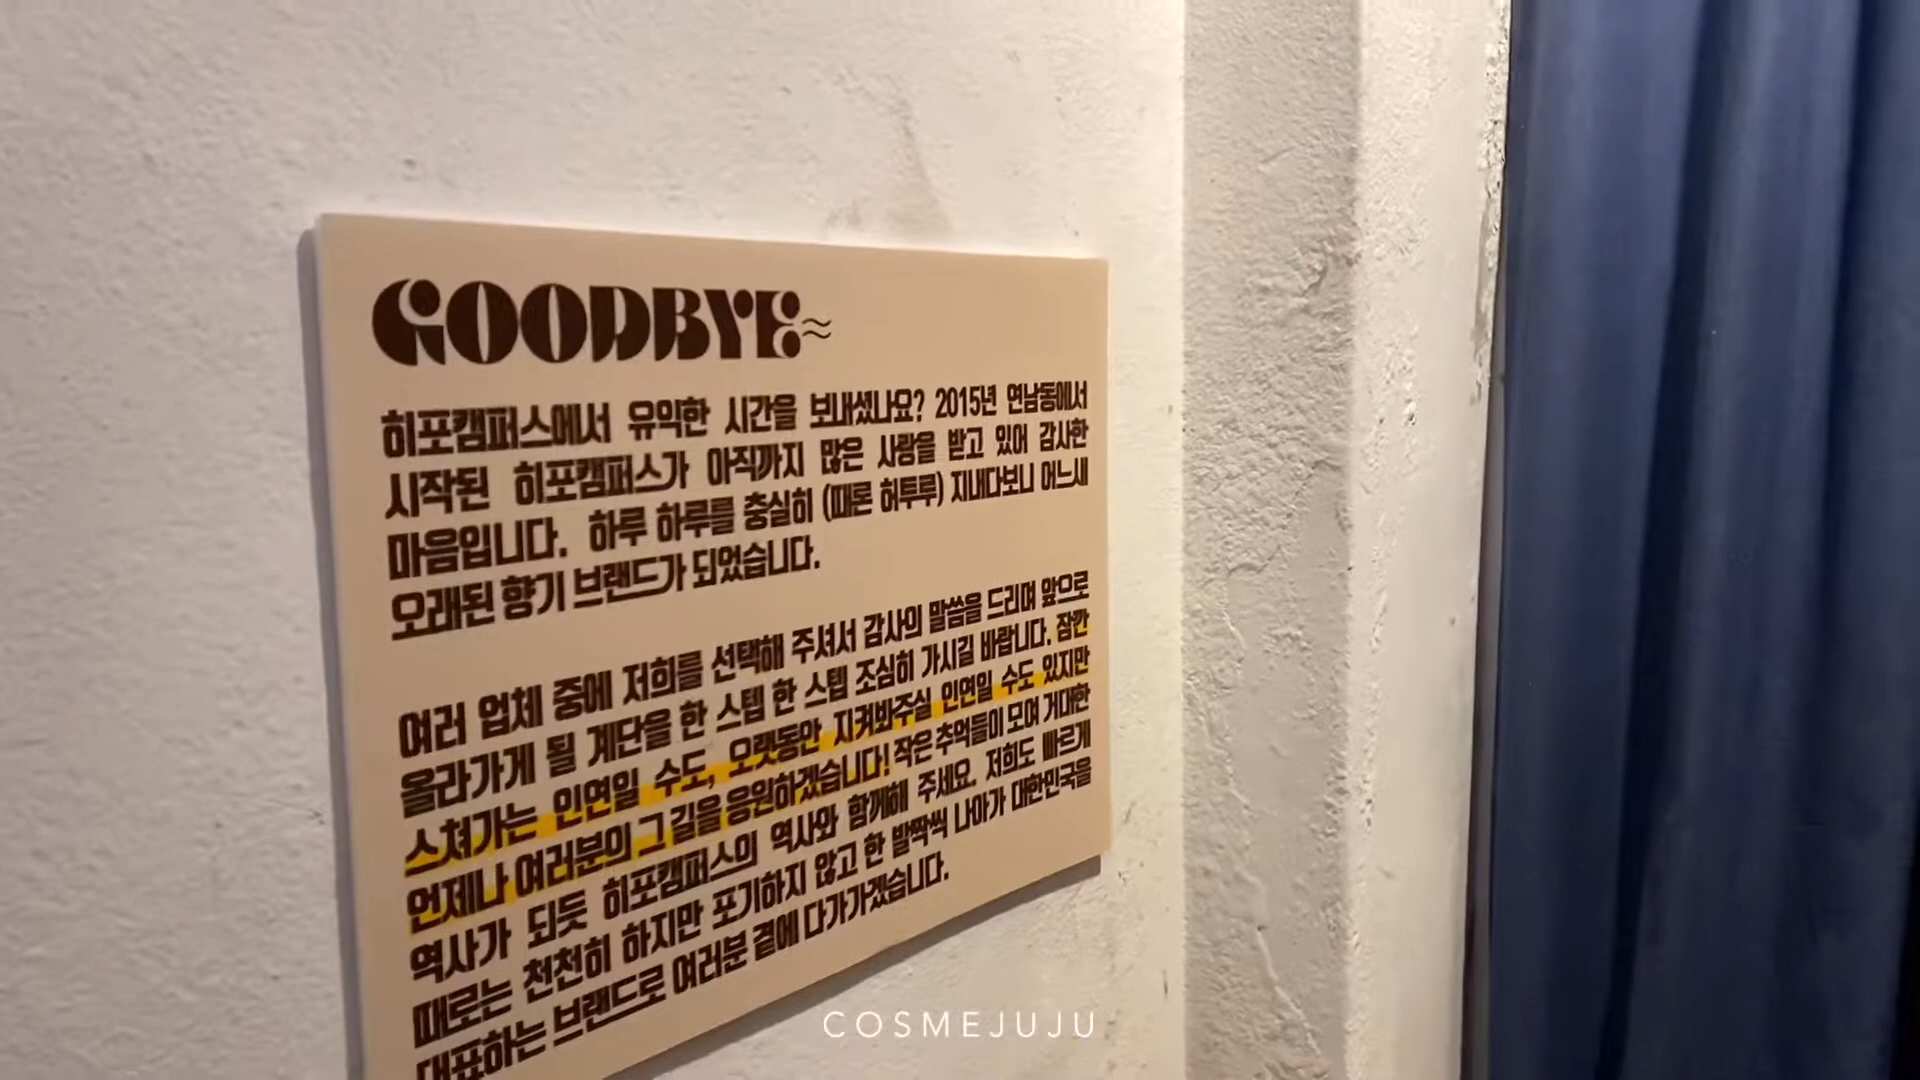 GOODBYE≈
히포캠퍼스에서 유익한 시간을 보내셨나요? 2015년 연남동에서
시작된 히포캠퍼스가 아직까지 많은 사랑을 받고 있어 감사한
마음입니다. 하루 하루를 충실히 (때론 허투루) 지내다보니 어느새
오래된 향기 브랜드가 되었습니다.
여러 업체 중에 저희를 선택해 주셔서 감사의 말씀을 드리며 앞으로
올라가게 될 계단을 한 스텝 한 스텝 조심히 가시길 바랍니다. 잠깐
스쳐가는 인연일 수도, 오랫동안 지켜봐주실 인연일 수도 있지만
언제나 여러분의 그 길을 응원하겠습니다! 작은 추억들이 모여 거대한
역사가 되듯 히포캠퍼스의 역사와 함께해 주세요. 저희도 빠르게
때로는 천천히 하지만 포기하지 않고 한 발짝씩 나아가 대한민국을
대표하는 브랜드로 여러분 곁에 다가가겠습니다.
COSMEJUJU